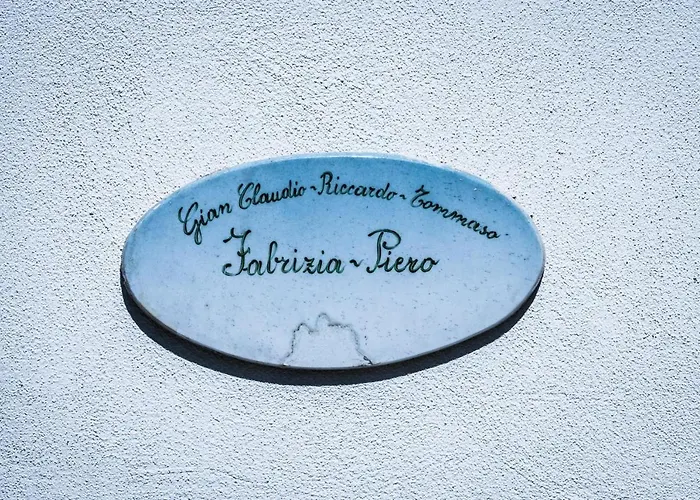 Gian Claudio ~ Riccardo ~ Tommaso
Fabrizia ~ Piero